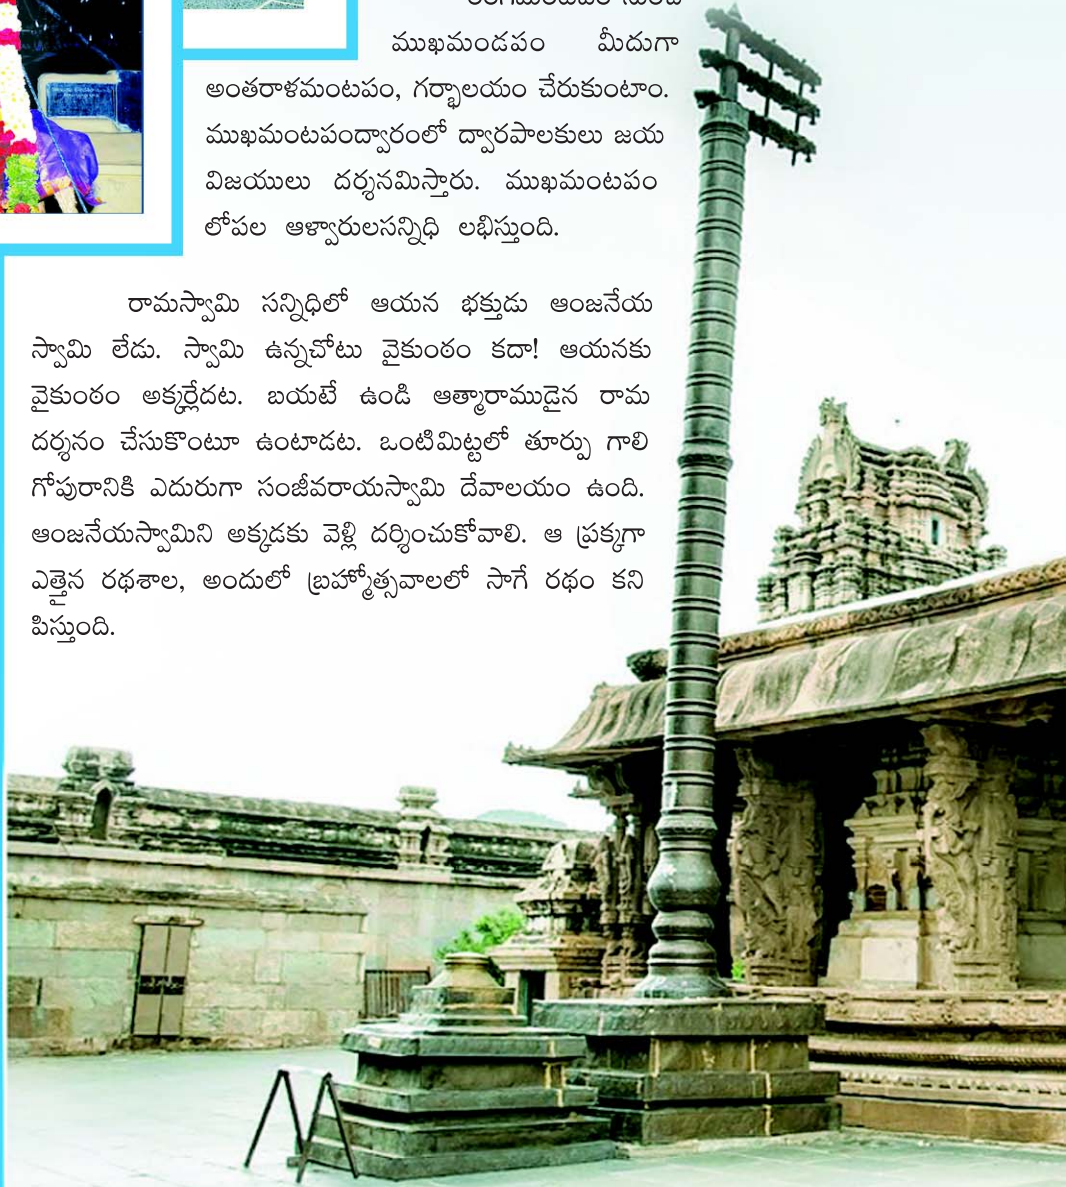 ముఖమండపం మీదుగా
అంతరాళమంటపం, గర్భాలయం చేరుకుంటాం.
ముఖమంటపంద్వారంలో ద్వారపాలకులు జయ
విజయులు దర్శనమిస్తారు. ముఖమంటపం
లోపల ఆళ్వారులసన్నిధి లభిస్తుంది.
రామస్వామి సన్నిధిలో ఆయన భక్తుడు ఆంజనేయ
స్వామి లేడు. స్వామి ఉన్నచోటు వైకుంఠం కదా! ఆయనకు
వైకుంఠం అక్కర్లేదట. బయటే ఉండి ఆత్మారాముడైన రామ
దర్శనం చేసుకొంటూ ఉంటాడట. ఒంటిమిట్టలో తూర్పు గాలి
గోపురానికి ఎదురుగా సంజీవరాయస్వామి దేవాలయం ఉంది.
ఆంజనేయస్వామిని అక్కడకు వెళ్లి దర్శించుకోవాలి. ఆ ప్రక్కగా
ఎత్తైన రథశాల, అందులో బ్రహ్మోత్సవాలలో సాగే రథం కని
పిస్తుంది.